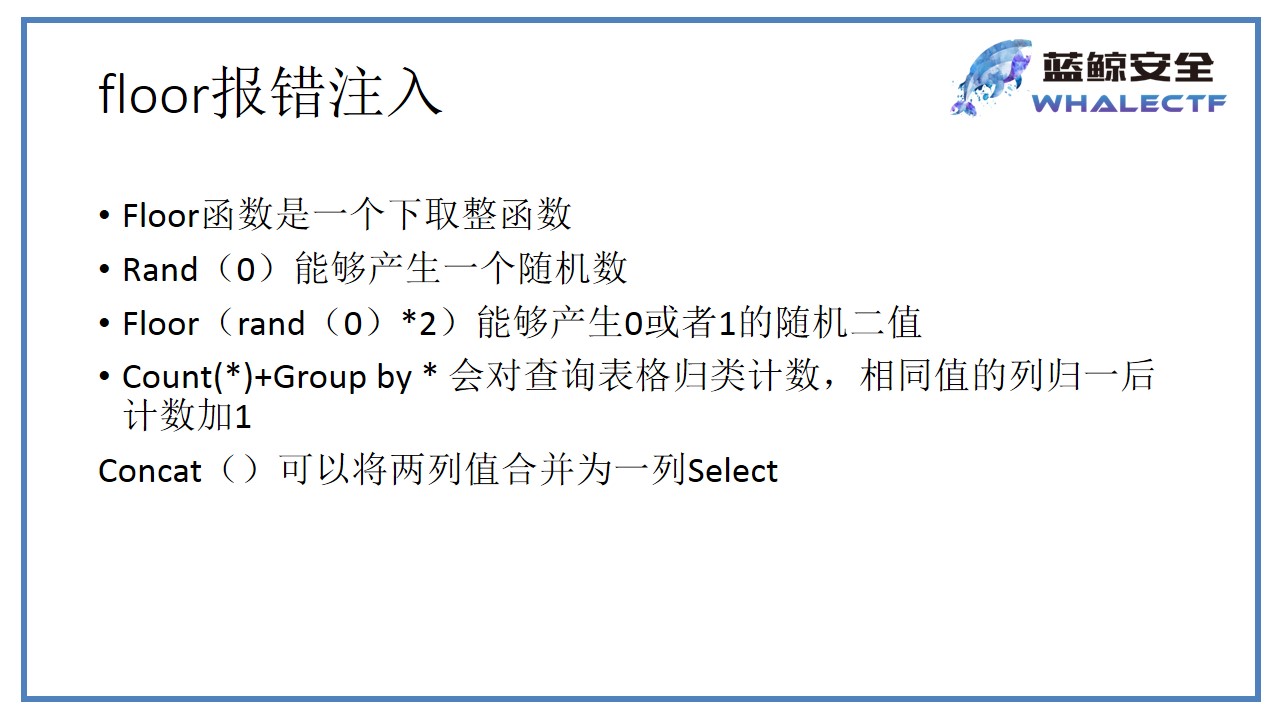 floor报错注入
蓝鲸安全
WHALECTF
• Floor函数是一个下取整函数
• Rand（0）能够产生一个随机数
• Floor（rand（0）*2）能够产生0或者1的随机二值
• Count(*)+Group by * 会对查询表格归类计数，相同值的列归一后
计数加1
Concat（）可以将两列值合并为一列Select